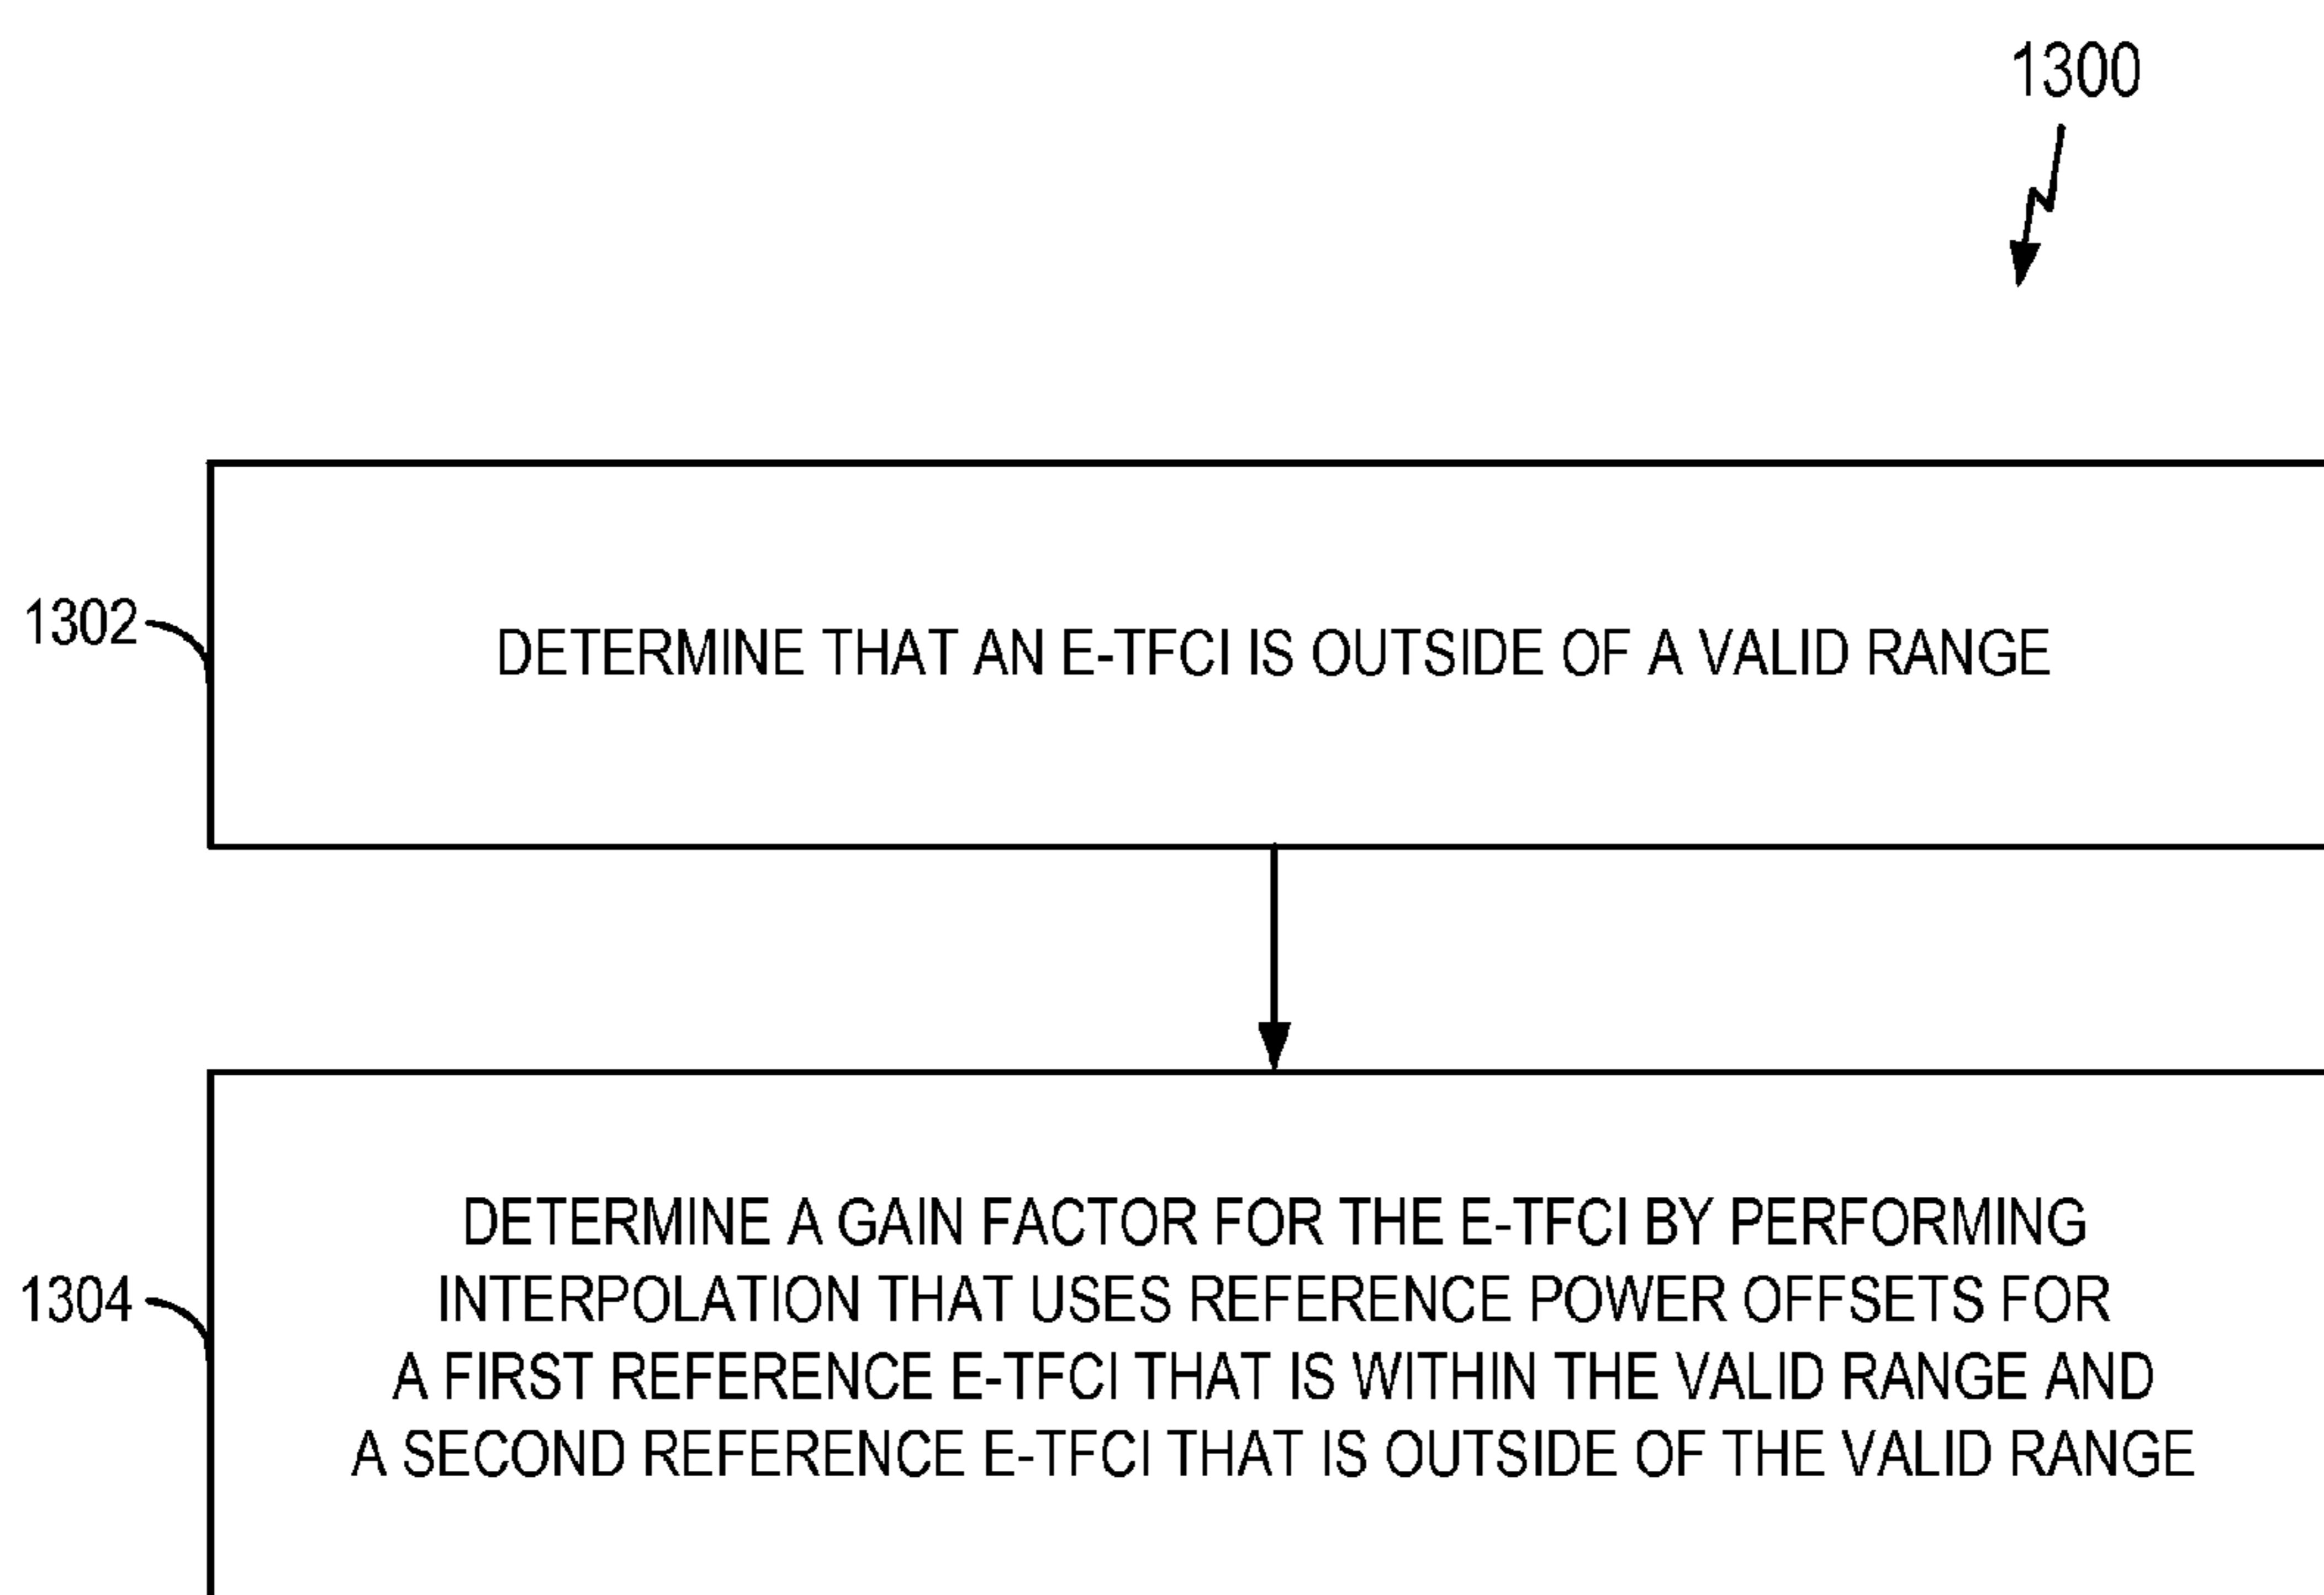 1300
1302
DETERMINE THAT AN E-TFCI IS OUTSIDE OF A VALID RANGE
1304
DETERMINE A GAIN FACTOR FOR THE E-TFCI BY PERFORMING
INTERPOLATION THAT USES REFERENCE POWER OFFSETS FOR
A FIRST REFERENCE E-TFCI THAT IS WITHIN THE VALID RANGE AND
A SECOND REFERENCE E-TFCI THAT IS OUTSIDE OF THE VALID RANGE